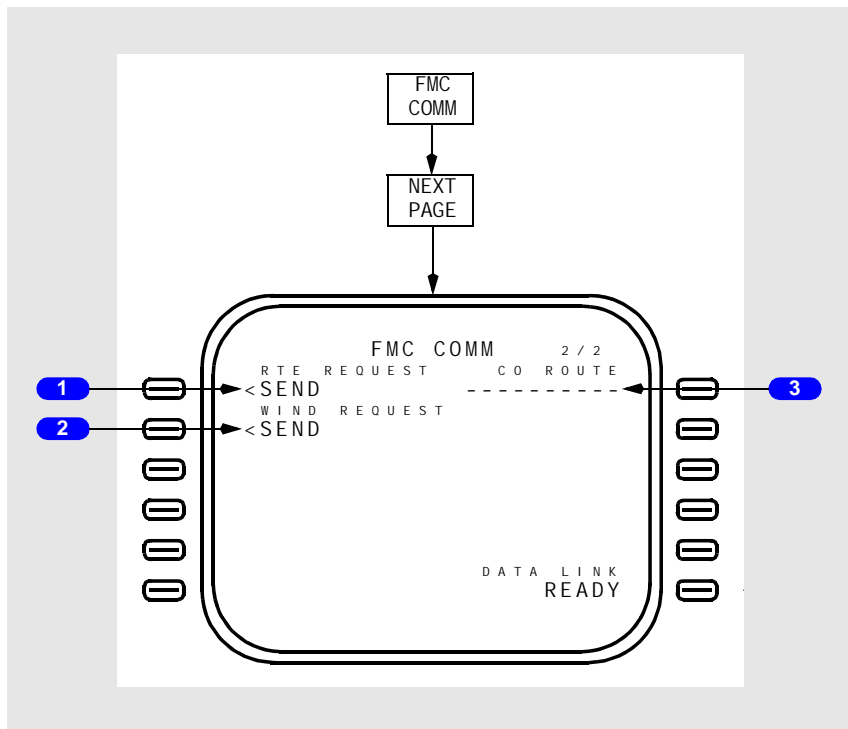 FMC
COMM
NEXT
PAGE
FMC COMM 2/2
RTE REQUEST CO ROUTE
1 <SEND ---------- 3
WIND REQUEST
2 <SEND
DATA LINK
READY